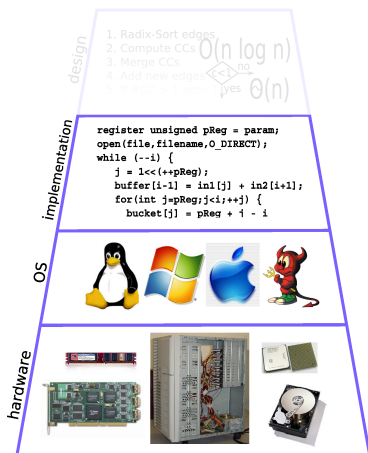 design
1. Radix-Sort edges
2. Compute CCs
3. Merge CCs
4. Add now edges
O(n log n)
c<1
no
yes
Θ(n)
implementation
register unsigned pReg = param;
open(file,filename,O_DIRECT);
while (--i) {
j = 1<<(++pReg);
buffer[i-1] = in1[j] + in2[i+1];
for(int j=pReg;j<i;++j) {
bucket[j] = pReg + j - i
OS
hardware